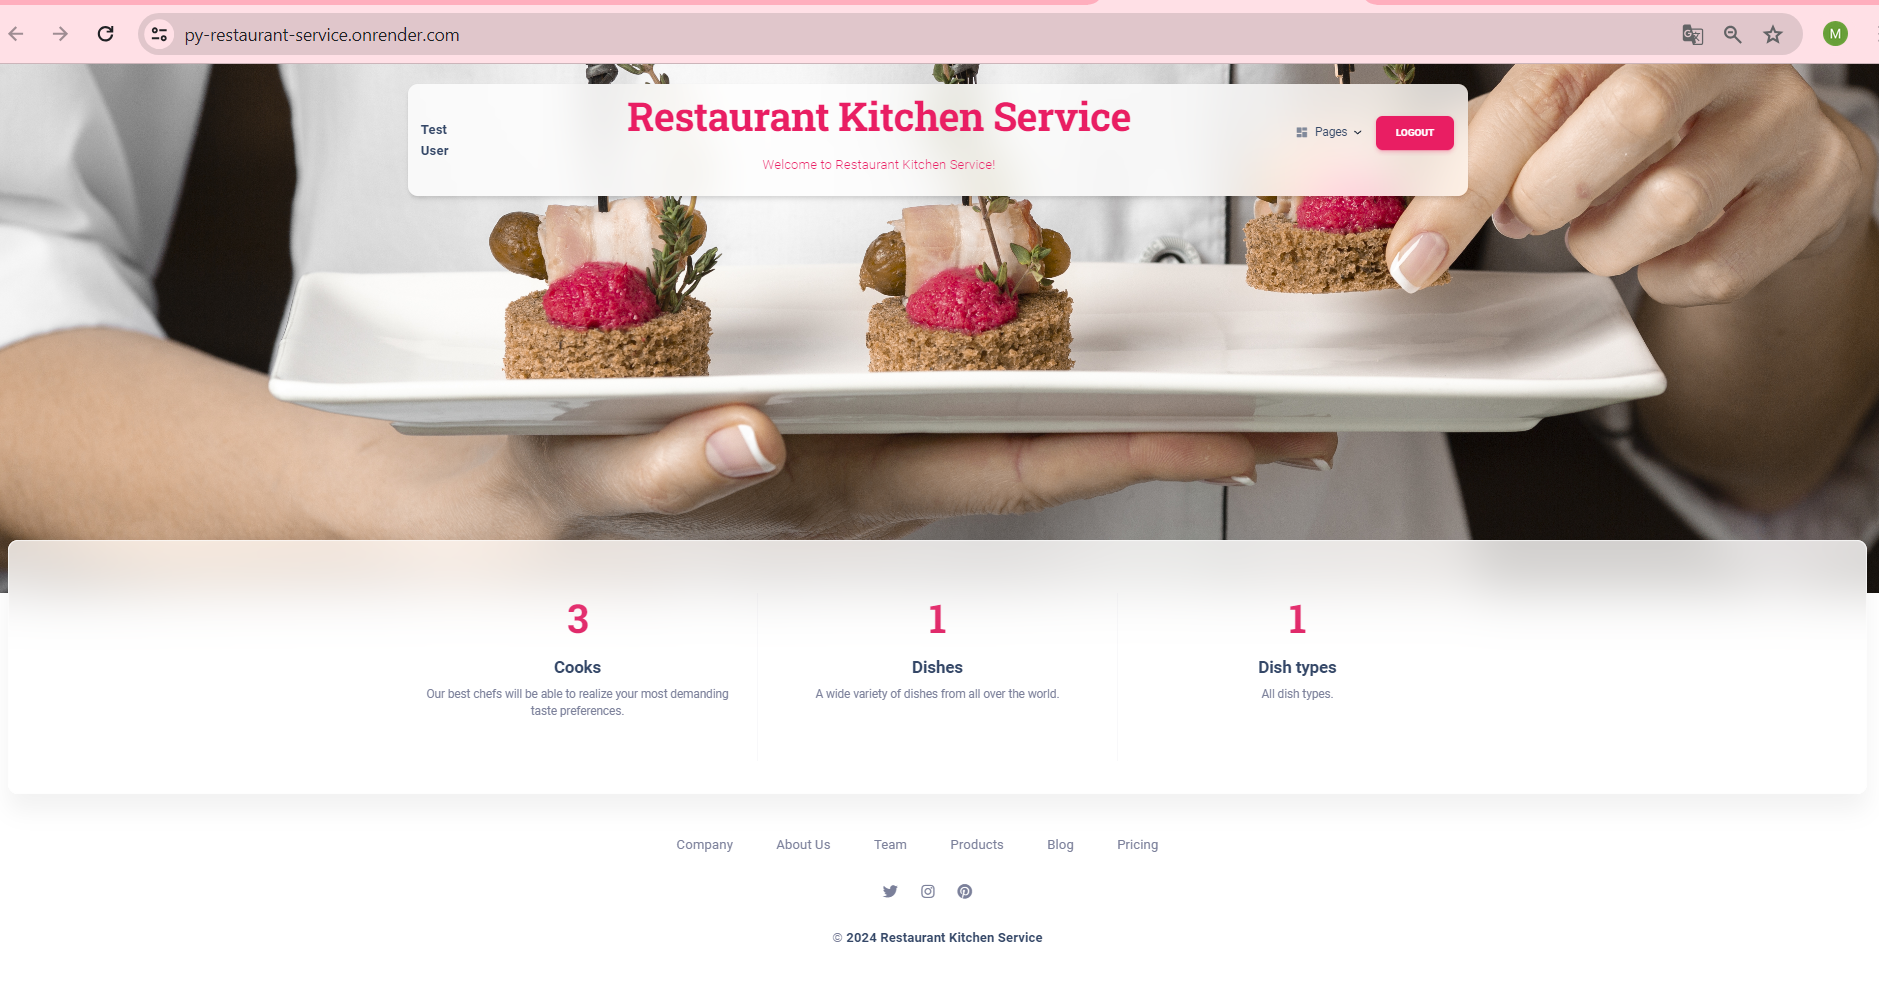 py-restaurant-service.onrender.com
M
Test
User
Restaurant Kitchen Service
Welcome to Restaurant Kitchen Service!
Pages
LOGOUT
3
1
1
Cooks
Dishes
Dish types
Our best chefs will be able to realize your most demanding
taste preferences.
A wide variety of dishes from all over the world.
All dish types.
Company
About Us
Team
Products
Blog
Pricing
© 2024 Restaurant Kitchen Service